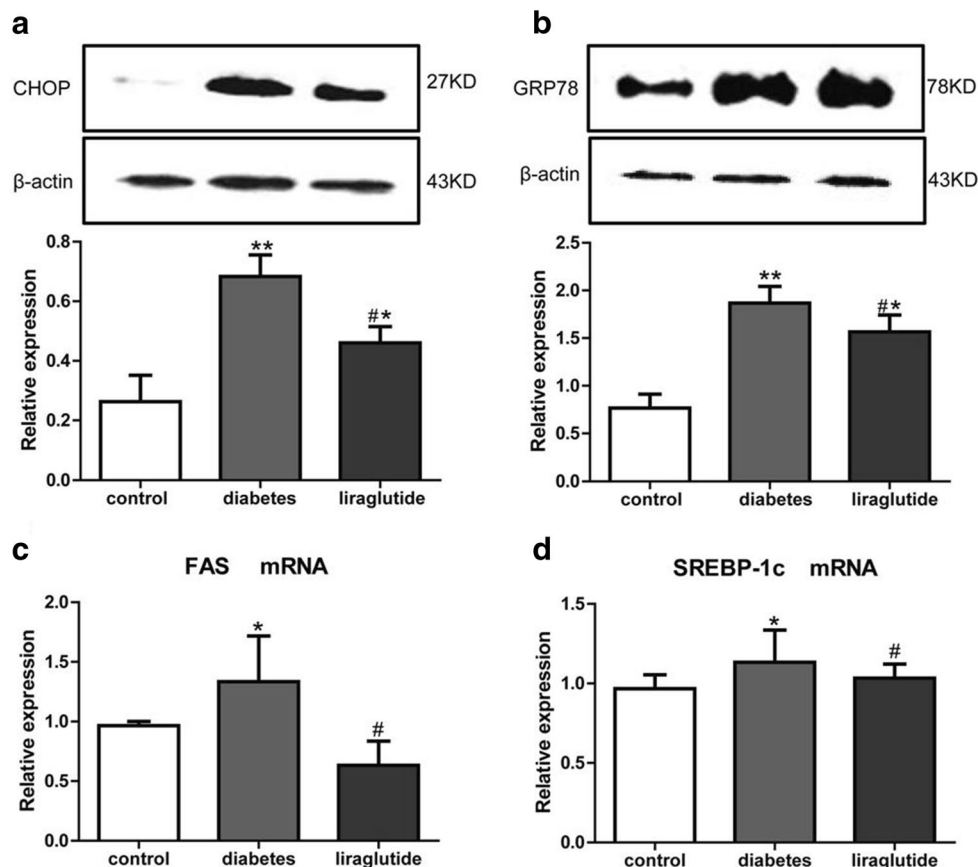 a
CHOP
27KD
β-actin
43KD
Relative expression
0.8
0.6
0.4
0.2
0.0
**
#*
control diabetes liraglutide
b
GRP78
78KD
β-actin
43KD
Relative expression
2.5
2.0
1.5
1.0
0.5
0.0
**
#*
control diabetes liraglutide
c
FAS mRNA
Relative expression
2.0
1.5
1.0
0.5
0.0
*
#
control diabetes liraglutide
d
SREBP-1c mRNA
Relative expression
1.5
1.0
0.5
0.0
*
#
control diabetes liraglutide